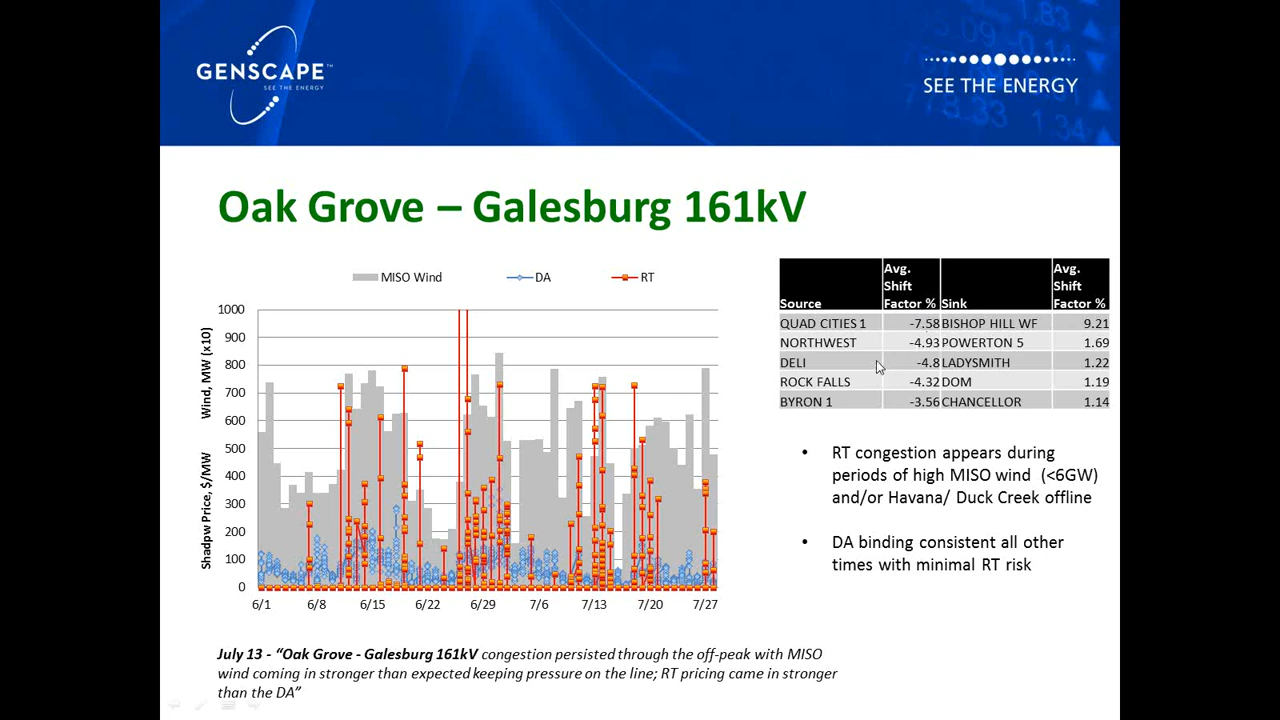 GENSCAPE™
SEE THE ENERGY
SEE THE ENERGY
Oak Grove – Galesburg 161kV
MISO Wind
DA
RT
Shadpw Price, $/MW Wind, MW (x10)
1000
900
800
700
600
500
400
300
200
100
0
6/1 6/8 6/15 6/22 6/29 7/6 7/13 7/20 7/27
Source Avg. Shift Factor % Sink Avg. Shift Factor %
QUAD CITIES 1 -7.58 BISHOP HILL WF 9.21
NORTHWEST -4.93 POWERTON 5 1.69
DELI -4.8 LADYSMITH 1.22
ROCK FALLS -4.32 DOM 1.19
BYRON 1 -3.56 CHANCELLOR 1.14
• RT congestion appears during
periods of high MISO wind (<6GW)
and/or Havana/ Duck Creek offline
• DA binding consistent all other
times with minimal RT risk
July 13 - “Oak Grove - Galesburg 161kV congestion persisted through the off-peak with MISO
wind coming in stronger than expected keeping pressure on the line; RT pricing came in stronger
than the DA”